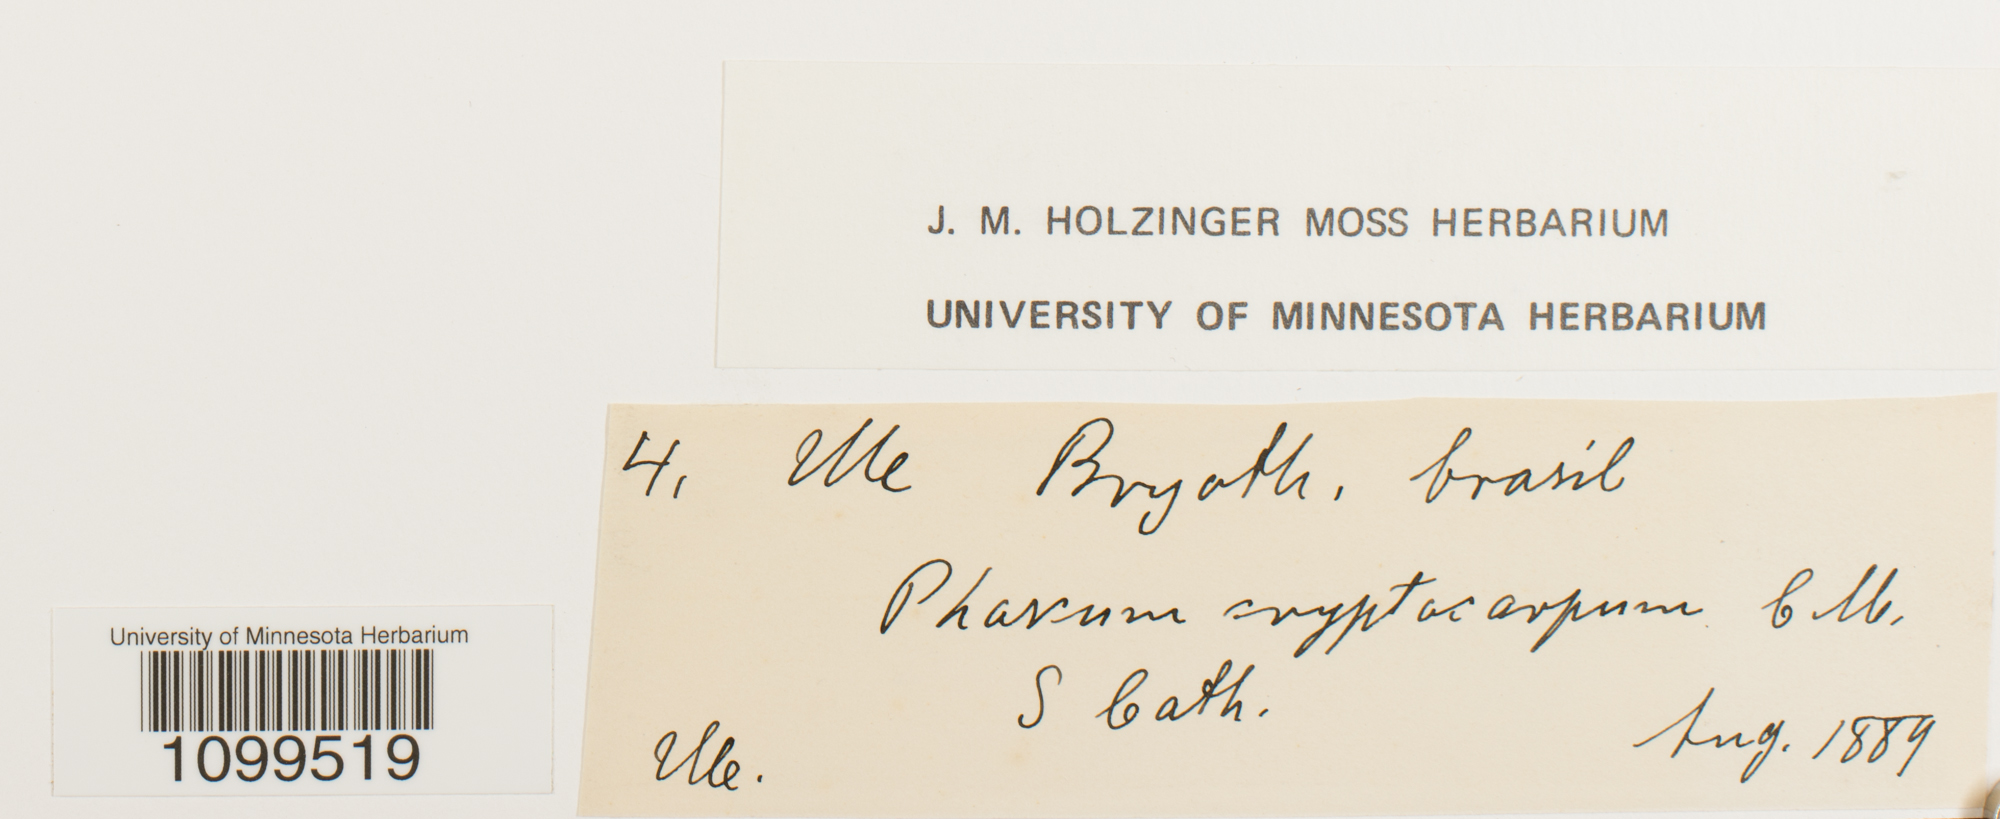 J. M. HOLZINGER MOSS HERBARIUM
UNIVERSITY OF MINNESOTA HERBARIUM
4, Ule Bryoth. brasil
Phascum cryptocarpum C.M.
S Cath.
Ule. Aug. 1889
University of Minnesota Herbarium
1099519